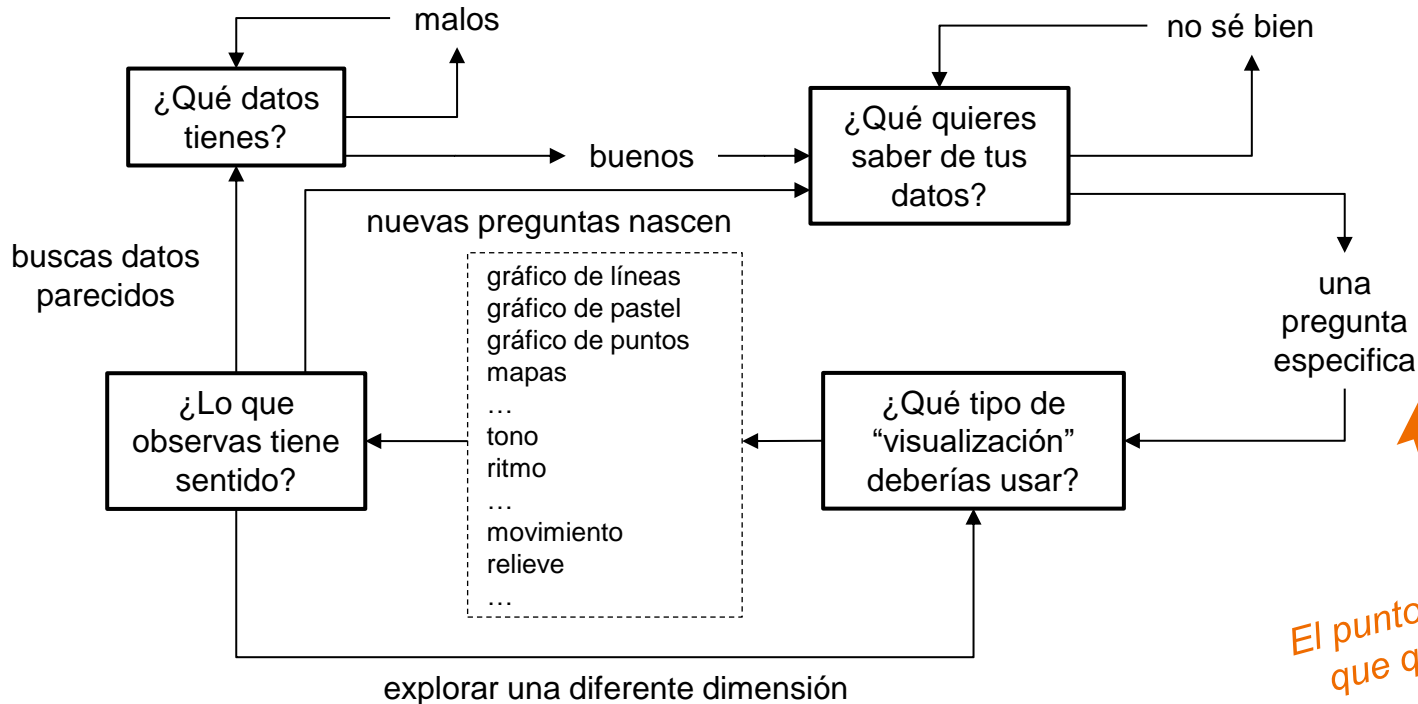 malos
no sé bien
¿Qué datos
tienes?
¿Qué quieres
saber de tus
datos?
buenos
nuevas preguntas nascen
buscas datos
parecidos
gráfico de líneas
gráfico de pastel
gráfico de puntos
mapas
…
tono
ritmo
…
movimiento
relieve
…
una
pregunta
especifica
¿Lo que
observas tiene
sentido?
¿Qué tipo de
“visualización”
deberías usar?
explorar una diferente dimensión
El punto
que q